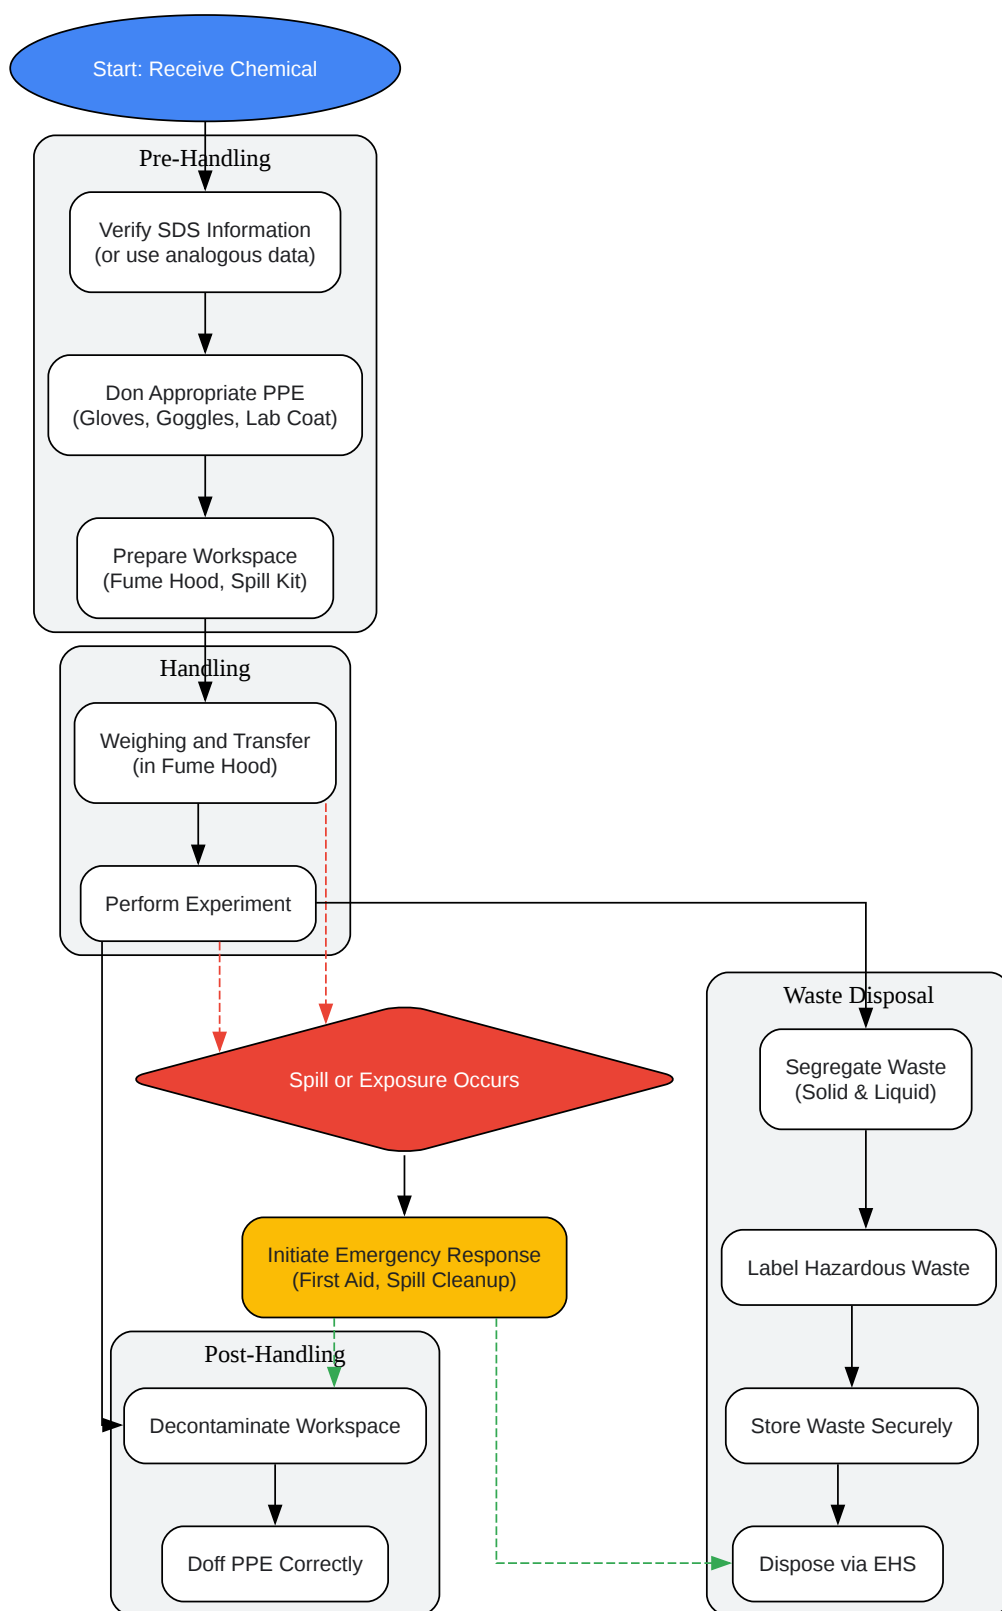 Start: Receive Chemical
Pre-Handling
Verify SDS Information
(or use analogous data)
Don Appropriate PPE
(Gloves, Goggles, Lab Coat)
Prepare Workspace
(Fume Hood, Spill Kit)
Handling
Weighing and Transfer
(in Fume Hood)
Perform Experiment
Spill or Exposure Occurs
Initiate Emergency Response
(First Aid, Spill Cleanup)
Post-Handling
Decontaminate Workspace
Doff PPE Correctly
Waste Disposal
Segregate Waste
(Solid & Liquid)
Label Hazardous Waste
Store Waste Securely
Dispose via EHS